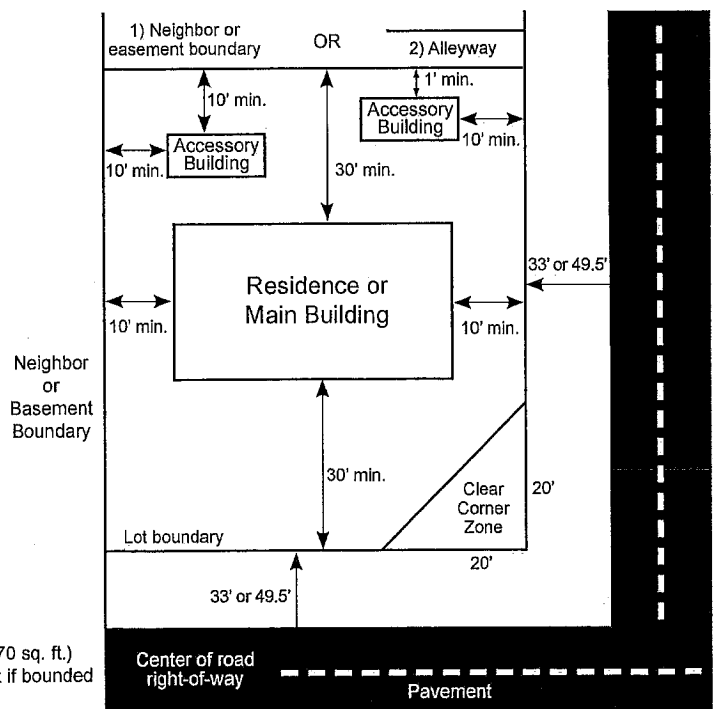 1) Neighbor or
easement boundary
OR
2) Alleyway
1' min.
10' min.
Accessory
Building
10' min.
Accessory
Building
10' min.
30' min.
33' or 49.5'
Residence or
Main Building
10' min.
10' min.
Neighbor
or
Basement
Boundary
30' min.
Clear
Corner
Zone
20'
Lot boundary
20'
33' or 49.5'
70 sq. ft.)
if bounded
Center of road
right-of-way
Pavement